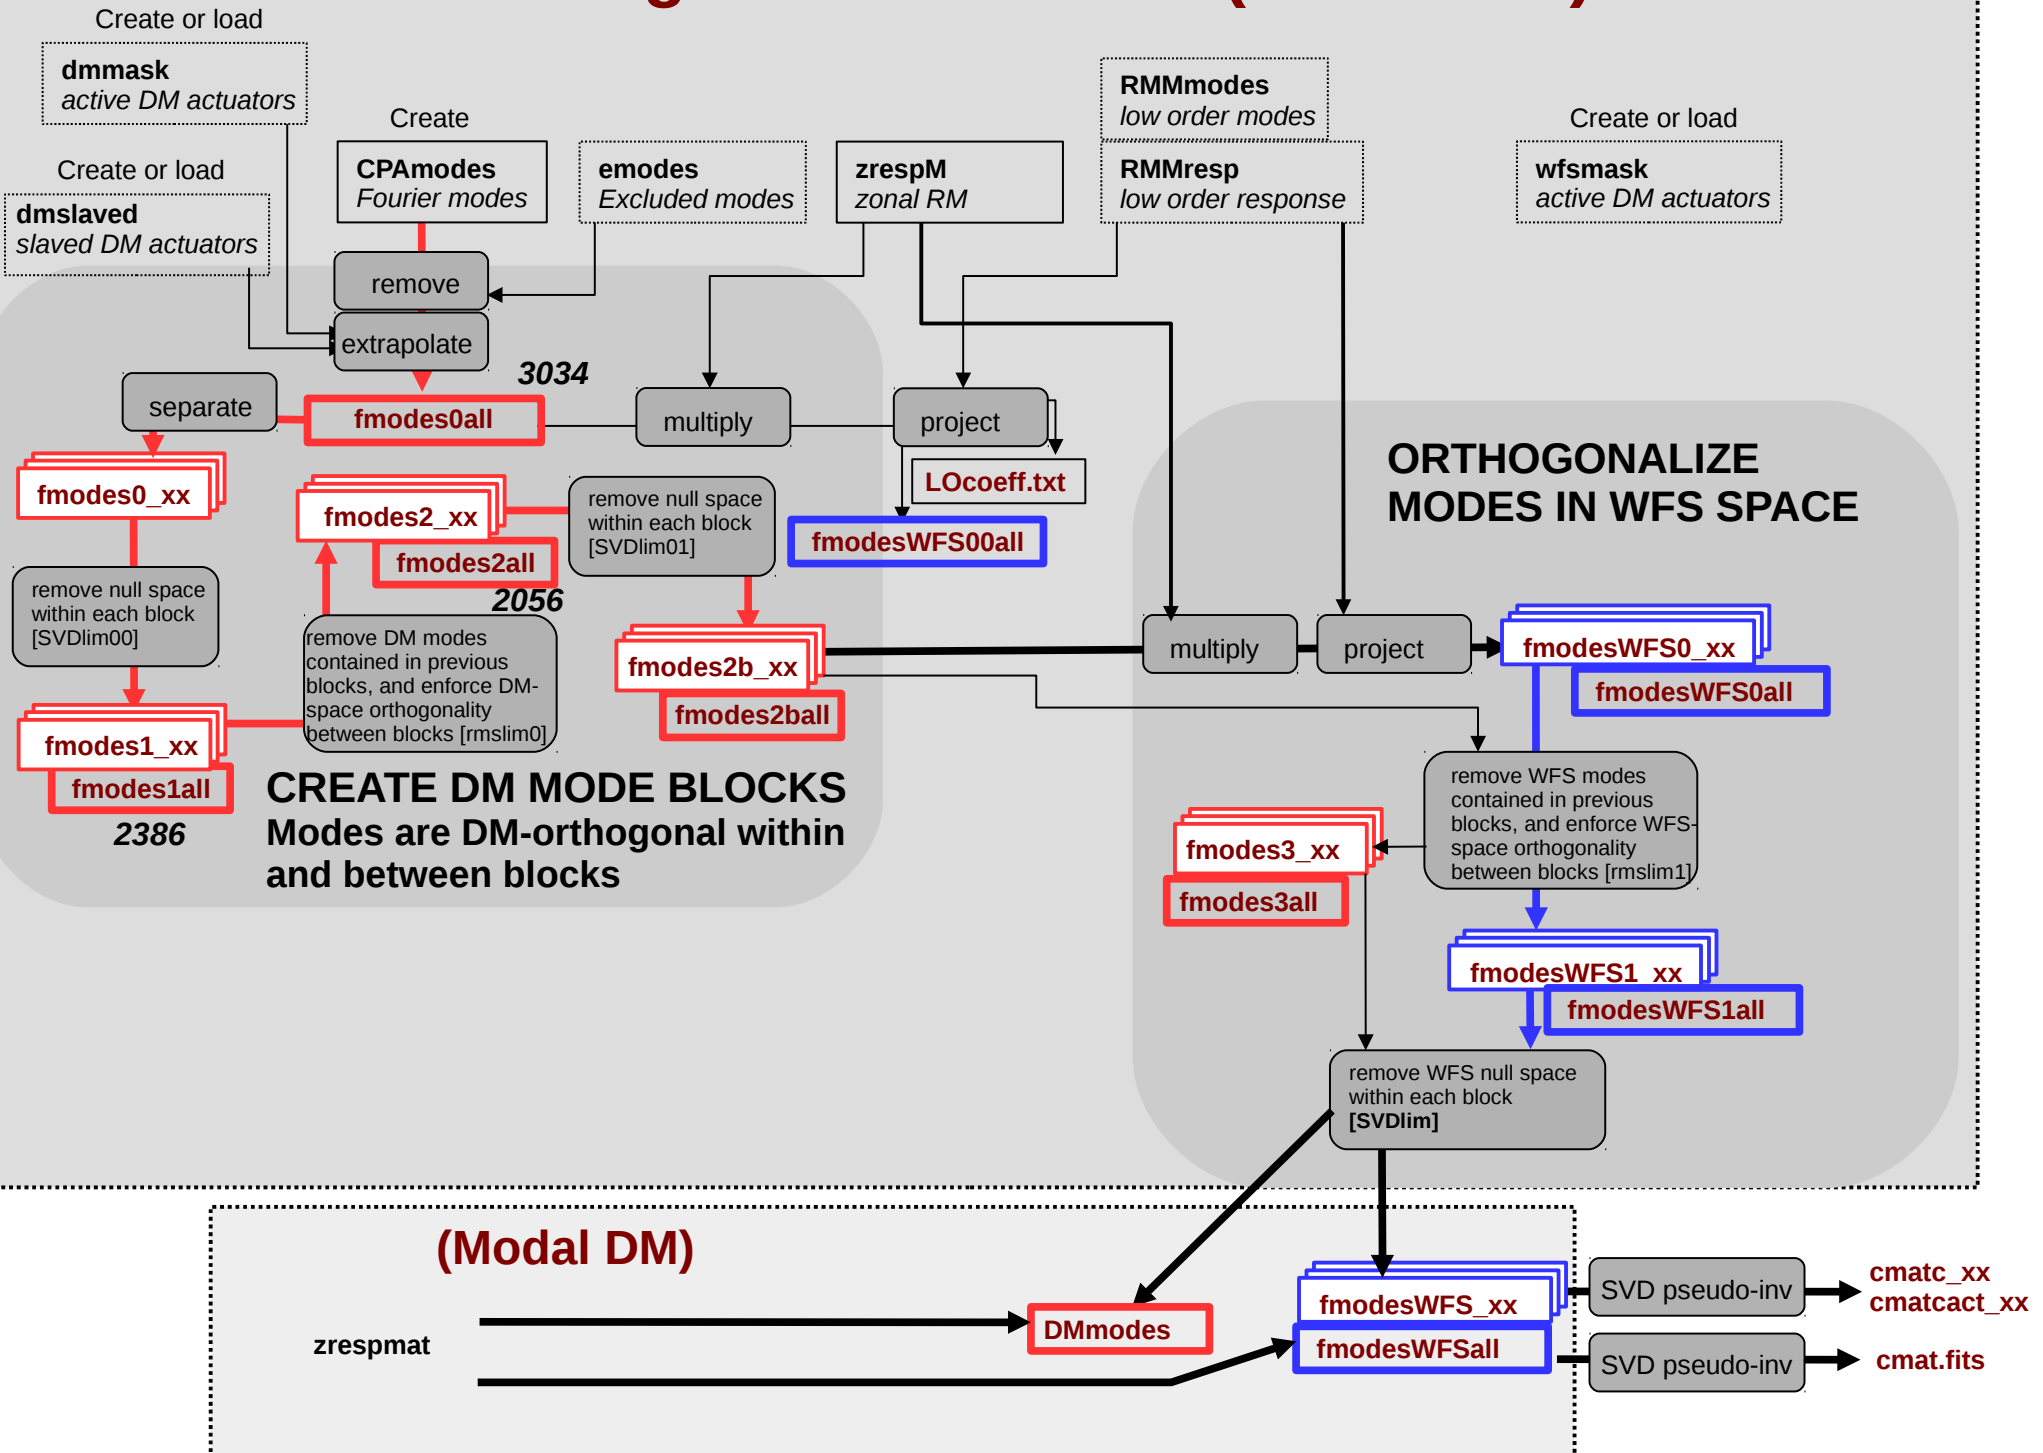 Create or load
dmmask
active DM actuators
Create or load
dmslaved
slaved DM actuators
Create
CPAmodes
Fourier modes
emodes
Excluded modes
zrespM
zonal RM
RMMmodes
low order modes
RMMresp
low order response
Create or load
wfsmask
active DM actuators
remove
extrapolate
3034
separate
fmodes0all
multiply
project
LOcoeff.txt
fmodesWFS00all
fmodes0_xx
fmodes2_xx
fmodes2all
2056
remove null space
within each block
[SVDlim01]
remove null space
within each block
[SVDlim00]
remove DM modes
contained in previous
blocks, and enforce DM-
space orthogonality
between blocks [rmslim0]
fmodes2b_xx
fmodes2ball
fmodes1_xx
fmodes1all
2386
CREATE DM MODE BLOCKS
Modes are DM-orthogonal within
and between blocks
ORTHOGONALIZE
MODES IN WFS SPACE
multiply
project
fmodesWFS0_xx
fmodesWFS0all
remove WFS modes
contained in previous
blocks, and enforce WFS-
space orthogonality
between blocks [rmslim1]
fmodes3_xx
fmodes3all
fmodesWFS1_xx
fmodesWFS1all
remove WFS null space
within each block
[SVDlim]
(Modal DM)
zrespmat
DMmodes
fmodesWFS_xx
fmodesWFSall
SVD pseudo-inv
cmatc_xx
cmatcact_xx
SVD pseudo-inv
cmat.fits